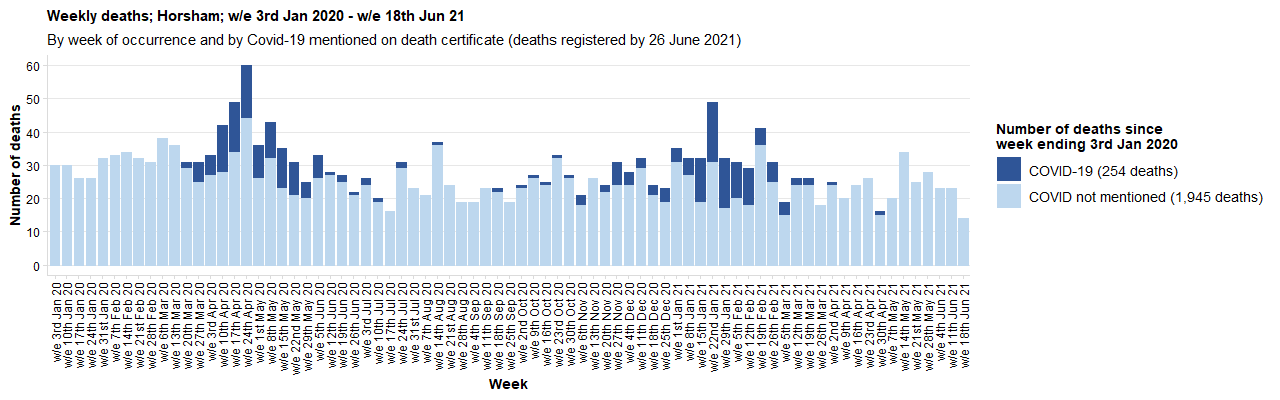 Weekly deaths; Horsham; w/e 3rd Jan 2020 - w/e 18th Jun 21
By week of occurrence and by Covid-19 mentioned on death certificate (deaths registered by 26 June 2021)
Number of deaths
60
50
40
30
20
10
0
w/e 3rd Jan 20
w/e 10th Jan 20
w/e 17th Jan 20
w/e 24th Jan 20
w/e 31st Jan 20
w/e 7th Feb 20
w/e 14th Feb 20
w/e 21st Feb 20
w/e 28th Feb 20
w/e 6th Mar 20
w/e 13th Mar 20
w/e 20th Mar 20
w/e 27th Mar 20
w/e 3rd Apr 20
w/e 10th Apr 20
w/e 17th Apr 20
w/e 24th Apr 20
w/e 1st May 20
w/e 8th May 20
w/e 15th May 20
w/e 22nd May 20
w/e 29th May 20
w/e 5th Jun 20
w/e 12th Jun 20
w/e 19th Jun 20
w/e 26th Jun 20
w/e 3rd Jul 20
w/e 10th Jul 20
w/e 17th Jul 20
w/e 24th Jul 20
w/e 31st Jul 20
w/e 7th Aug 20
w/e 14th Aug 20
w/e 21st Aug 20
w/e 28th Aug 20
w/e 4th Sep 20
w/e 11th Sep 20
w/e 18th Sep 20
w/e 25th Sep 20
w/e 2nd Oct 20
w/e 9th Oct 20
w/e 16th Oct 20
w/e 23rd Oct 20
w/e 30th Oct 20
w/e 6th Nov 20
w/e 13th Nov 20
w/e 20th Nov 20
w/e 27th Nov 20
w/e 4th Dec 20
w/e 11th Dec 20
w/e 18th Dec 20
w/e 25th Dec 20
w/e 1st Jan 21
w/e 8th Jan 21
w/e 15th Jan 21
w/e 22nd Jan 21
w/e 29th Jan 21
w/e 5th Feb 21
w/e 12th Feb 21
w/e 19th Feb 21
w/e 26th Feb 21
w/e 5th Mar 21
w/e 12th Mar 21
w/e 19th Mar 21
w/e 26th Mar 21
w/e 2nd Apr 21
w/e 9th Apr 21
w/e 16th Apr 21
w/e 23rd Apr 21
w/e 30th Apr 21
w/e 7th May 21
w/e 14th May 21
w/e 21st May 21
w/e 28th May 21
w/e 4th Jun 21
w/e 11th Jun 21
w/e 18th Jun 21
Week
Number of deaths since
week ending 3rd Jan 2020
COVID-19 (254 deaths)
COVID not mentioned (1,945 deaths)